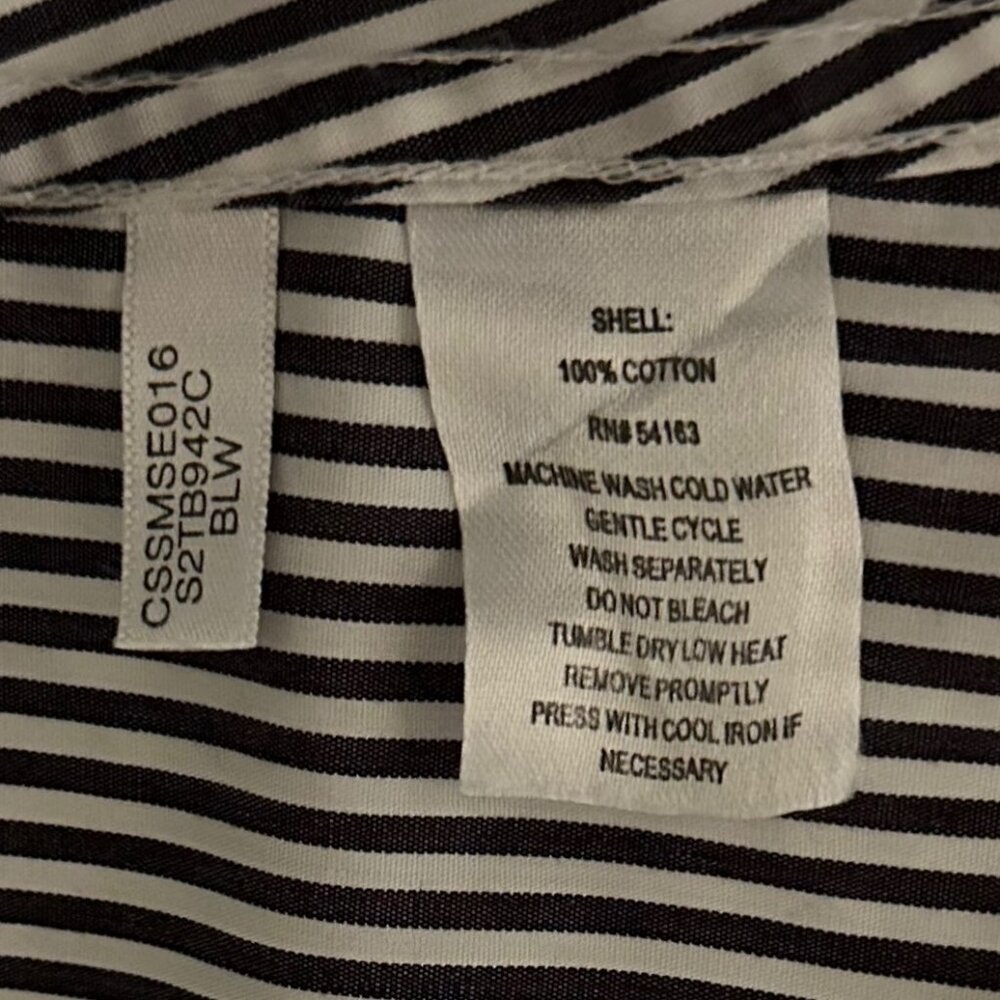 CSSMSE016
S2TB942C
BLW
SHELL:
100% COTTON
RN# 54163
MACHINE WASH COLD WATER
GENTLE CYCLE
WASH SEPARATELY
DO NOT BLEACH
TUMBLE DRY LOW HEAT
REMOVE PROMPTLY
PRESS WITH COOL IRON IF
NECESSARY